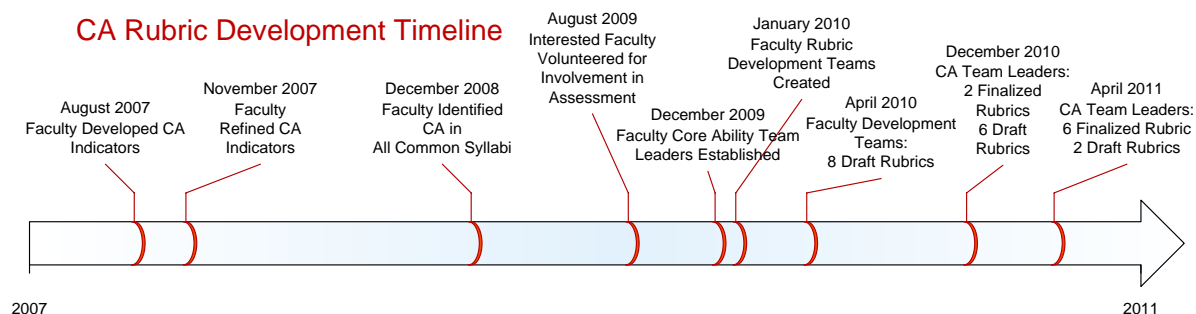 CA Rubric Development Timeline
August 2007
Faculty Developed CA
Indicators
November 2007
Faculty
Refined CA
Indicators
December 2008
Faculty Identified
CA in
All Common Syllabi
August 2009
Interested Faculty
Volunteered for
Involvement in
Assessment
December 2009
Faculty Core Ability Team
Leaders Established
January 2010
Faculty Rubric
Development Teams
Created
April 2010
Faculty Development
Teams:
8 Draft Rubrics
December 2010
CA Team Leaders:
2 Finalized
Rubrics
6 Draft
Rubrics
April 2011
CA Team Leaders:
6 Finalized Rubric
2 Draft Rubrics
2007
2011